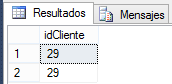 Resultados Mensajes
idCliente
1 29
2 29